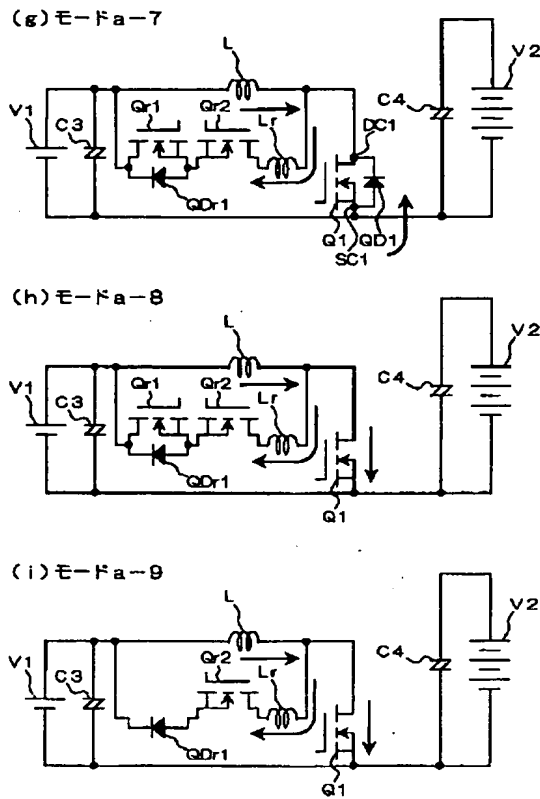 (g)モードa-7
L
V2
V1
C3
Qr1
Qr2
Lr
C4
DC1
QDr1
Q1
QD1
SC1
(h)モードa-8
L
V2
V1
C3
Qr1
Qr2
Lr
C4
QDr1
Q1
(i)モードa-9
L
V2
V1
C3
Qr2
Lr
C4
QDr1
Q1